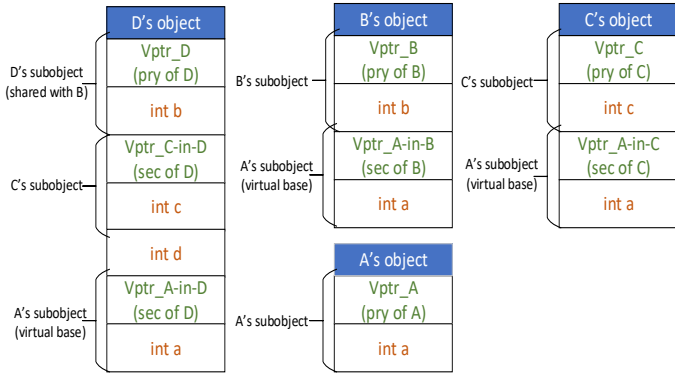 D's object
D's subobject
(shared with B)
Vptr_D
(pry of D)
int b
C's subobject
Vptr_C-in-D
(sec of D)
int c
int d
A's subobject
(virtual base)
Vptr_A-in-D
(sec of D)
int a
B's object
B's subobject
Vptr_B
(pry of B)
int b
A's subobject
(virtual base)
Vptr_A-in-B
(sec of B)
int a
C's object
C's subobject
Vptr_C
(pry of C)
int c
A's subobject
(virtual base)
Vptr_A-in-C
(sec of C)
int a
A's object
A's subobject
Vptr_A
(pry of A)
int a